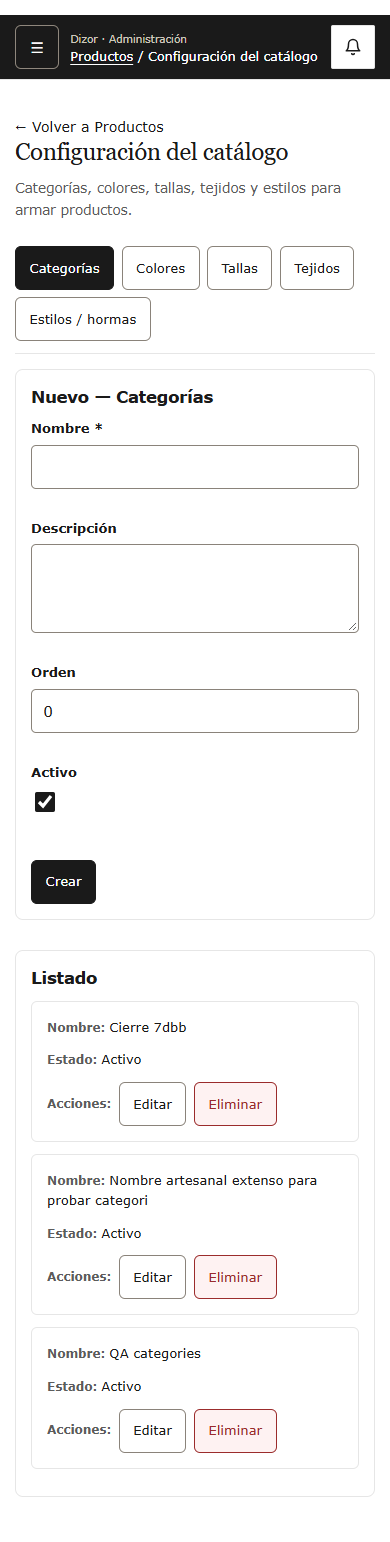 ☰
Dizor · Administración
Productos / Configuración del catálogo
← Volver a Productos
Configuración del catálogo
Categorías, colores, tallas, tejidos y estilos para
armar productos.
Categorías
Colores
Tallas
Tejidos
Estilos / hormas
Nuevo — Categorías
Nombre *
Descripción
Orden
0
Activo
Crear
Listado
Nombre: Cierre 7dbb
Estado: Activo
Acciones: Editar Eliminar
Nombre: Nombre artesanal extenso para
probar categori
Estado: Activo
Acciones: Editar Eliminar
Nombre: QA categories
Estado: Activo
Acciones: Editar Eliminar